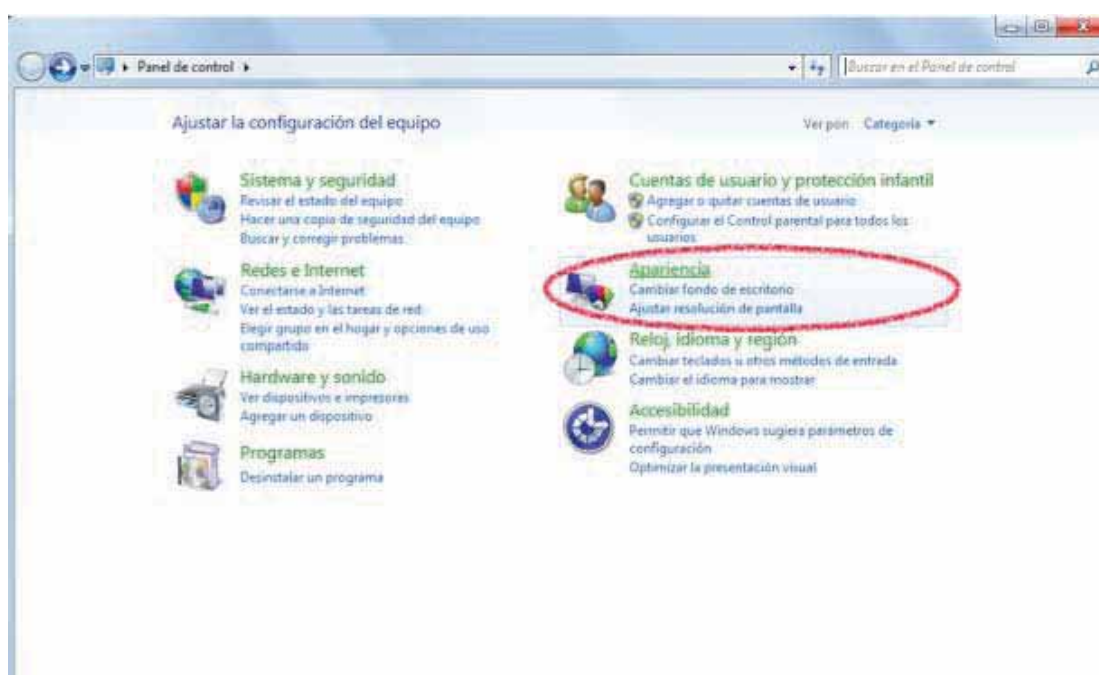 Panel de control
Buscar en el Panel de control
Ajustar la configuración del equipo
Ver por: Categoría
Sistema y seguridad
Revisar el estado del equipo
Hacer una copia de seguridad del equipo
Buscar y corregir problemas
Redes e Internet
Conectarse a Internet
Ver el estado y las tareas de red
Elegir grupo en el hogar y opciones de uso
compartido
Hardware y sonido
Ver dispositivos e impresoras
Agregar un dispositivo
Programas
Desinstalar un programa
Cuentas de usuario y protección infantil
Agregar o quitar cuentas de usuario
Configurar el Control parental para todos los
usuarios
Apariencia
Cambiar fondo de escritorio
Ajustar resolución de pantalla
Reloj, idioma y región
Cambiar teclados u otros métodos de entrada
Cambiar el idioma para mostrar
Accesibilidad
Permitir que Windows sugiera parámetros de
configuración
Optimizar la presentación visual